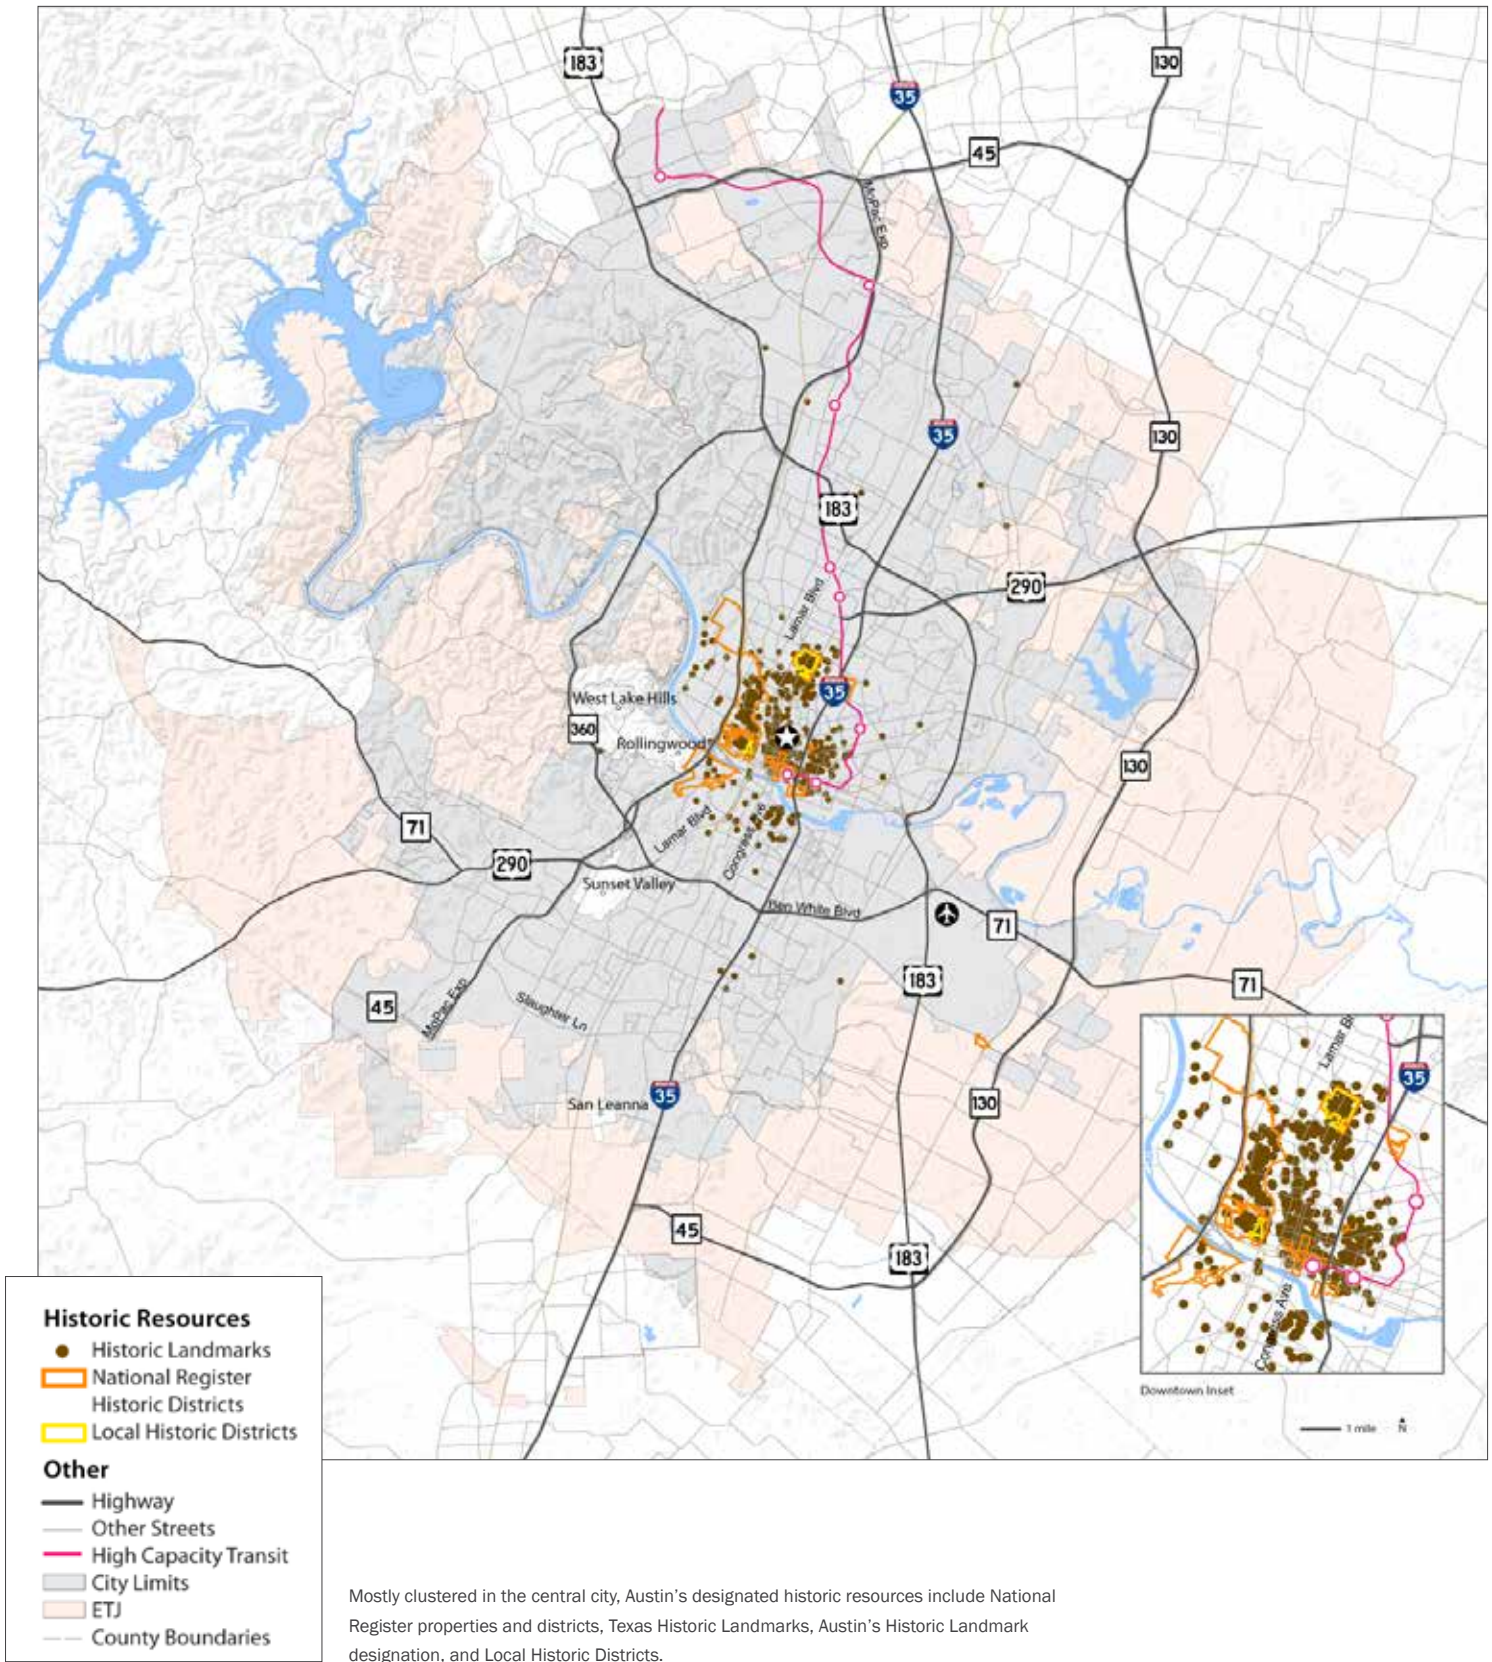 183
35
130
45
MoPac Exp
35
130
183
290
Lamar Blvd
35
West Lake Hills
360
Rollingwood
130
71
Lamar Blvd
Congress Ave
290
Sunset Valley
Ben White Blvd
71
183
71
45
MoPac Exp
Slaughter Ln
San Leanna
35
130
45
183
Lamar Bl
35
Congress Ave
Downtown Inset
1 mile
N
Historic Resources
Historic Landmarks
National Register
Historic Districts
Local Historic Districts
Other
Highway
Other Streets
High Capacity Transit
City Limits
ETJ
County Boundaries
Mostly clustered in the central city, Austin's designated historic resources include National
Register properties and districts, Texas Historic Landmarks, Austin's Historic Landmark
designation, and Local Historic Districts.